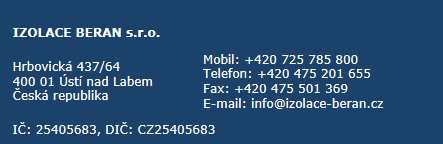 IZOLACE BERAN s.r.o.
Hrbovická 437/64
400 01 Ústí nad Labem
Česká republika
Mobil: +420 725 785 800
Telefon: +420 475 201 655
Fax: +420 475 501 369
E-mail: info@izolace-beran.cz
IČ: 25405683, DIČ: CZ25405683